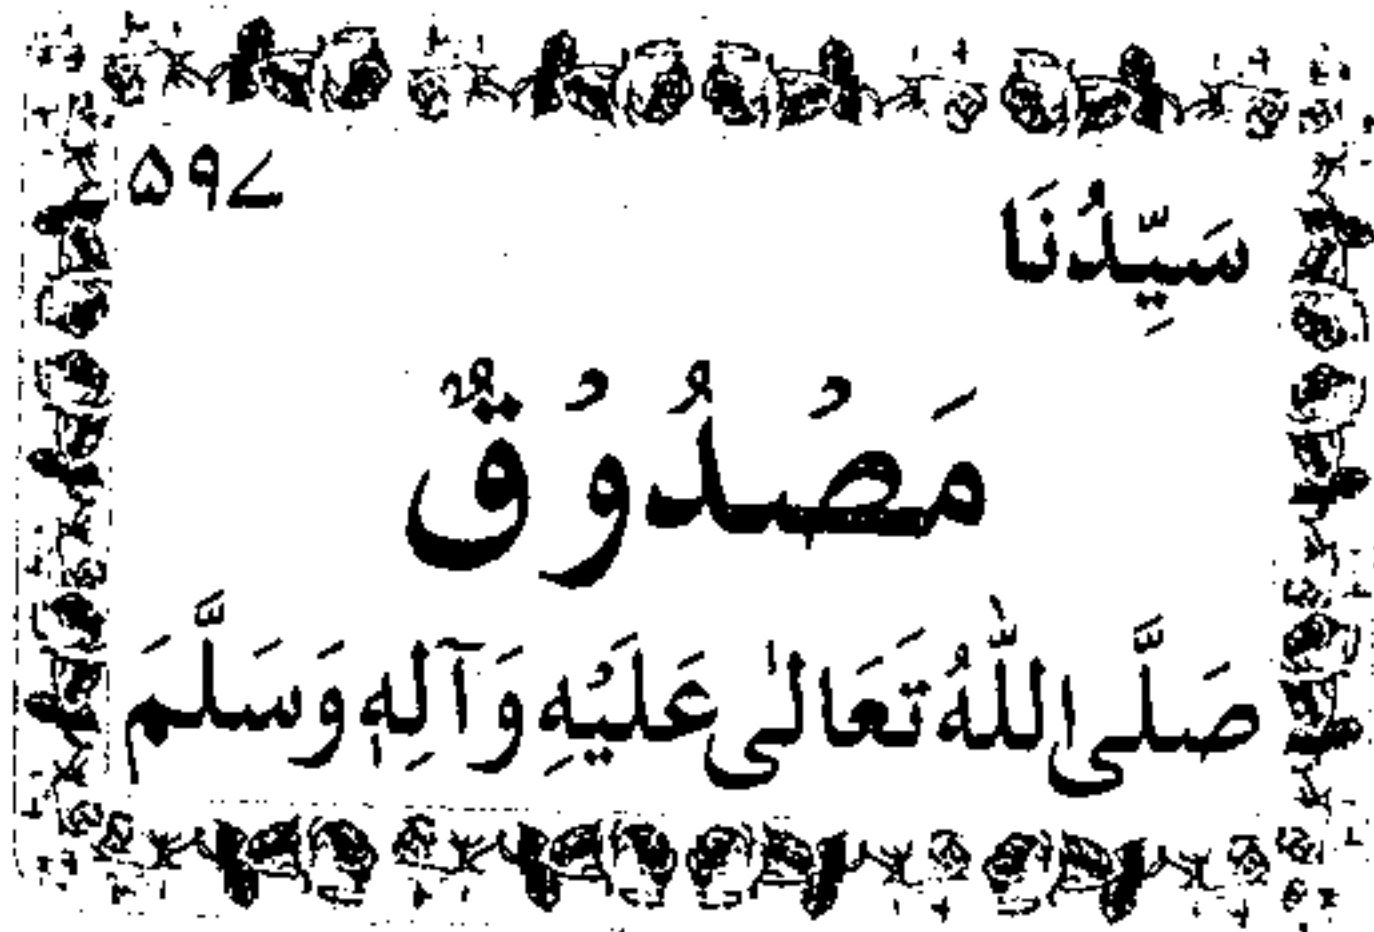 ۵۹۷
سَيِّدُنَا
مَصْدُوْقٌ
صَلَّى اللّٰهُ تَعَالٰى عَلَيْهِ وَآلِهٖ وَسَلَّمَ